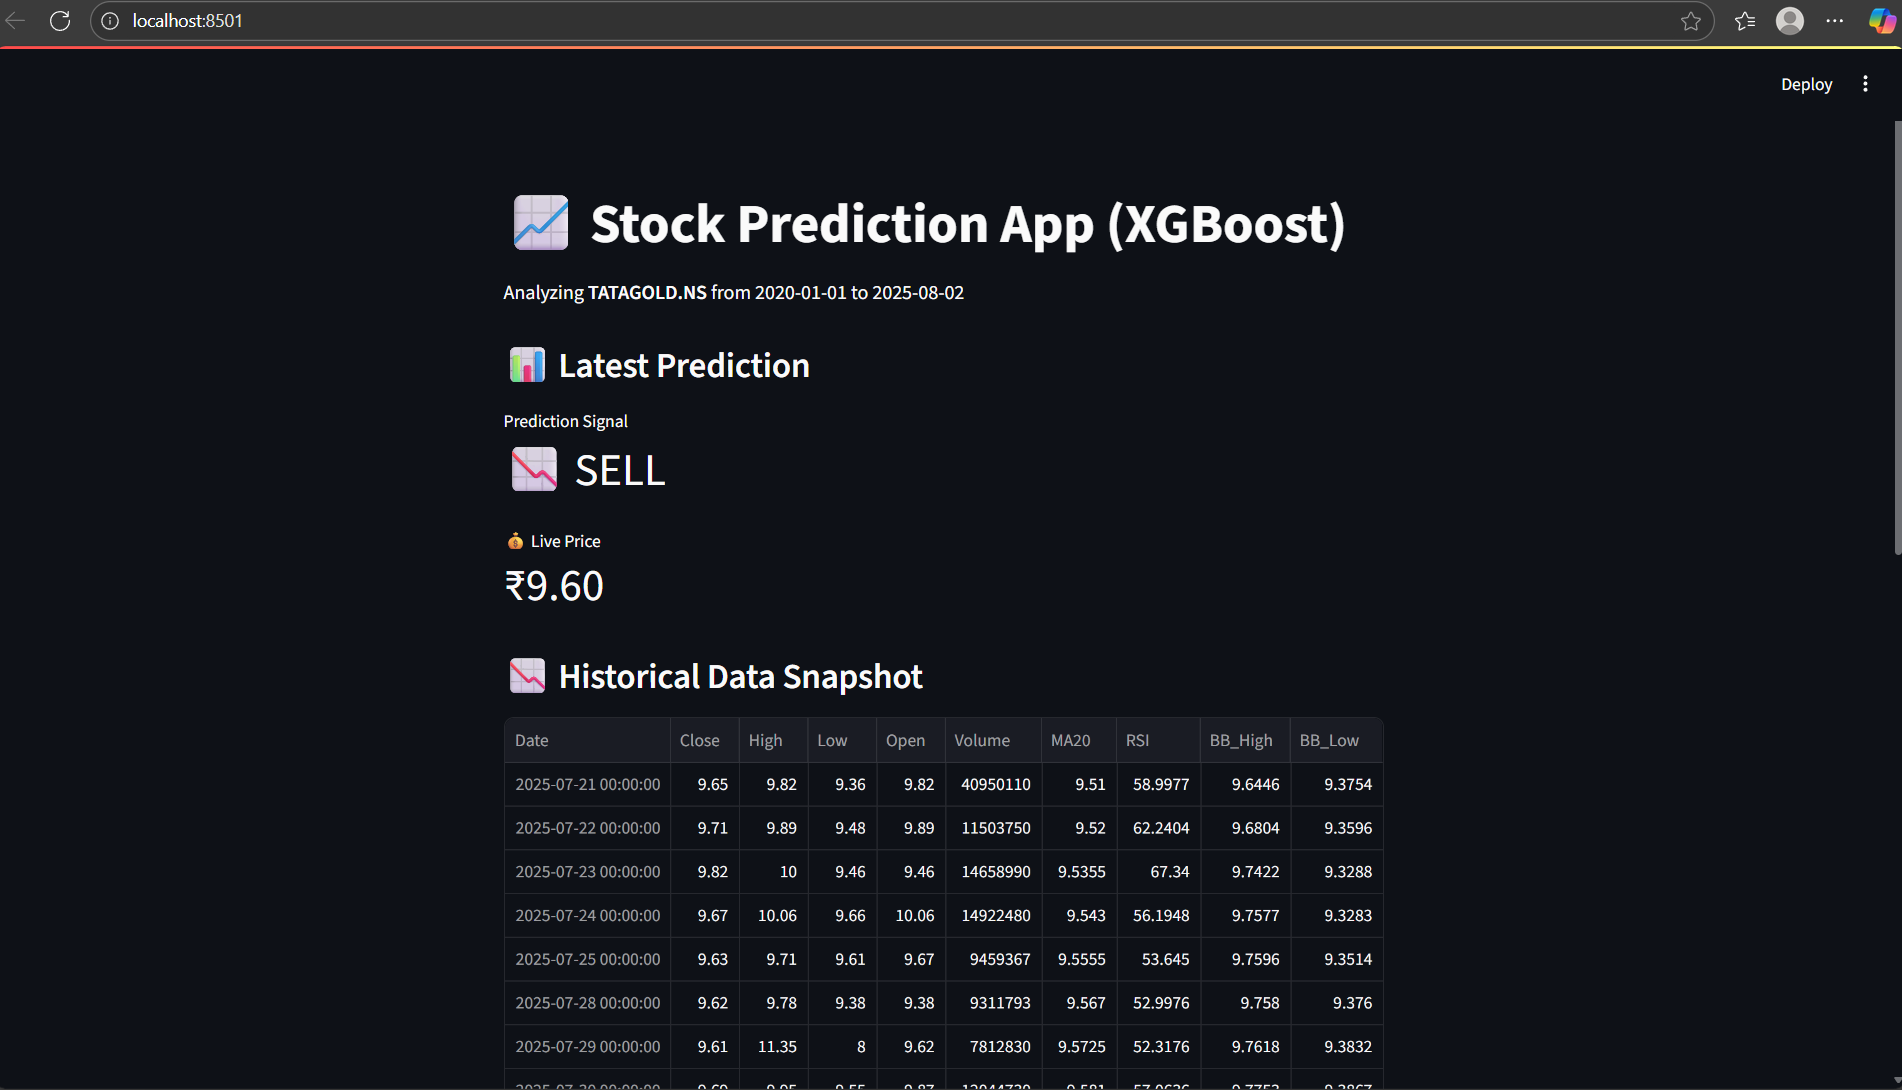 localhost:8501
Deploy
Stock Prediction App (XGBoost)
Analyzing TATAGOLD.NS from 2020-01-01 to 2025-08-02
Latest Prediction
Prediction Signal
SELL
Live Price
₹9.60
Historical Data Snapshot
Date Close High Low Open Volume MA20 RSI BB_High BB_Low
2025-07-21 00:00:00 9.65 9.82 9.36 9.82 40950110 9.51 58.9977 9.6446 9.3754
2025-07-22 00:00:00 9.71 9.89 9.48 9.89 11503750 9.52 62.2404 9.6804 9.3596
2025-07-23 00:00:00 9.82 10 9.46 9.46 14658990 9.5355 67.34 9.7422 9.3288
2025-07-24 00:00:00 9.67 10.06 9.66 10.06 14922480 9.543 56.1948 9.7577 9.3283
2025-07-25 00:00:00 9.63 9.71 9.61 9.67 9459367 9.5555 53.645 9.7596 9.3514
2025-07-28 00:00:00 9.62 9.78 9.38 9.38 9311793 9.567 52.9976 9.758 9.376
2025-07-29 00:00:00 9.61 11.35 8 9.62 7812830 9.5725 52.3176 9.7618 9.3832